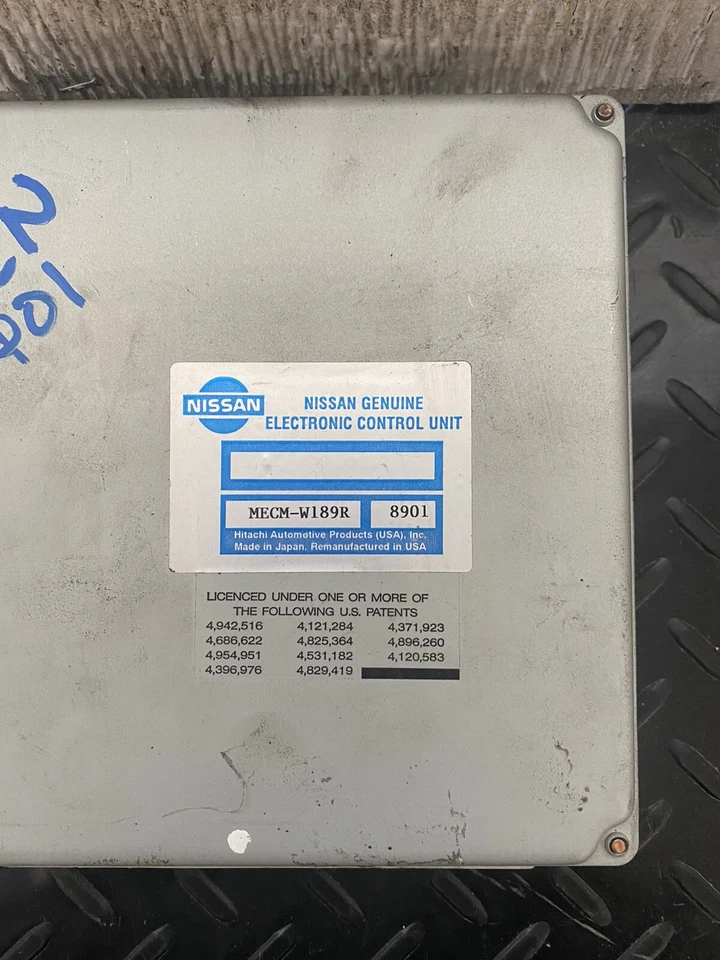 N
901
NISSAN
NISSAN GENUINE
ELECTRONIC CONTROL UNIT
MECM-W189R 8901
Hitachi Automotive Products (USA), Inc.
Made in Japan. Remanufactured in USA
LICENCED UNDER ONE OR MORE OF
THE FOLLOWING U.S. PATENTS
4,942,516 4,121,284 4,371,923
4,686,622 4,825,364 4,896,260
4,954,951 4,531,182 4,120,583
4,396,976 4,829,419